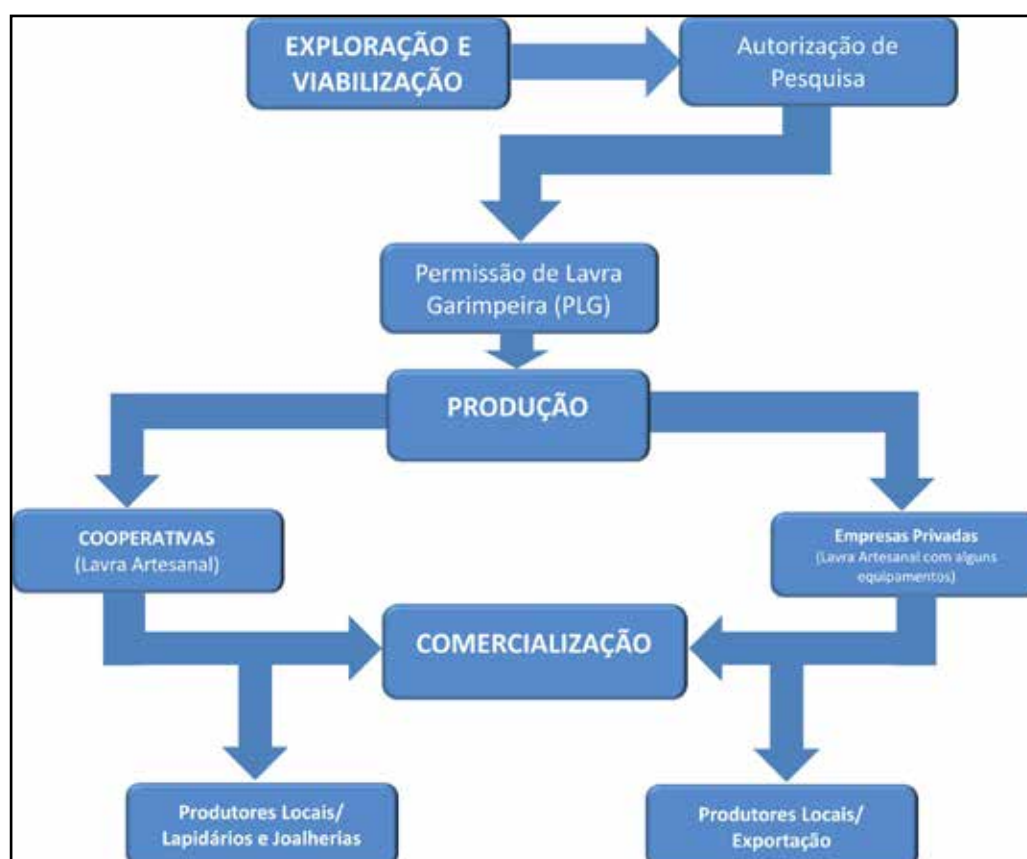 EXPLORAÇÃO E
VIABILIZAÇÃO
Autorização de
Pesquisa
Permissão de Lavra
Garimpeira (PLG)
PRODUÇÃO
COOPERATIVAS
(Lavra Artesanal)
Empresas Privadas
(Lavra Artesanal com alguns
equipamentos)
COMERCIALIZAÇÃO
Produtores Locais/
Lapidários e Joalherias
Produtores Locais/
Exportação